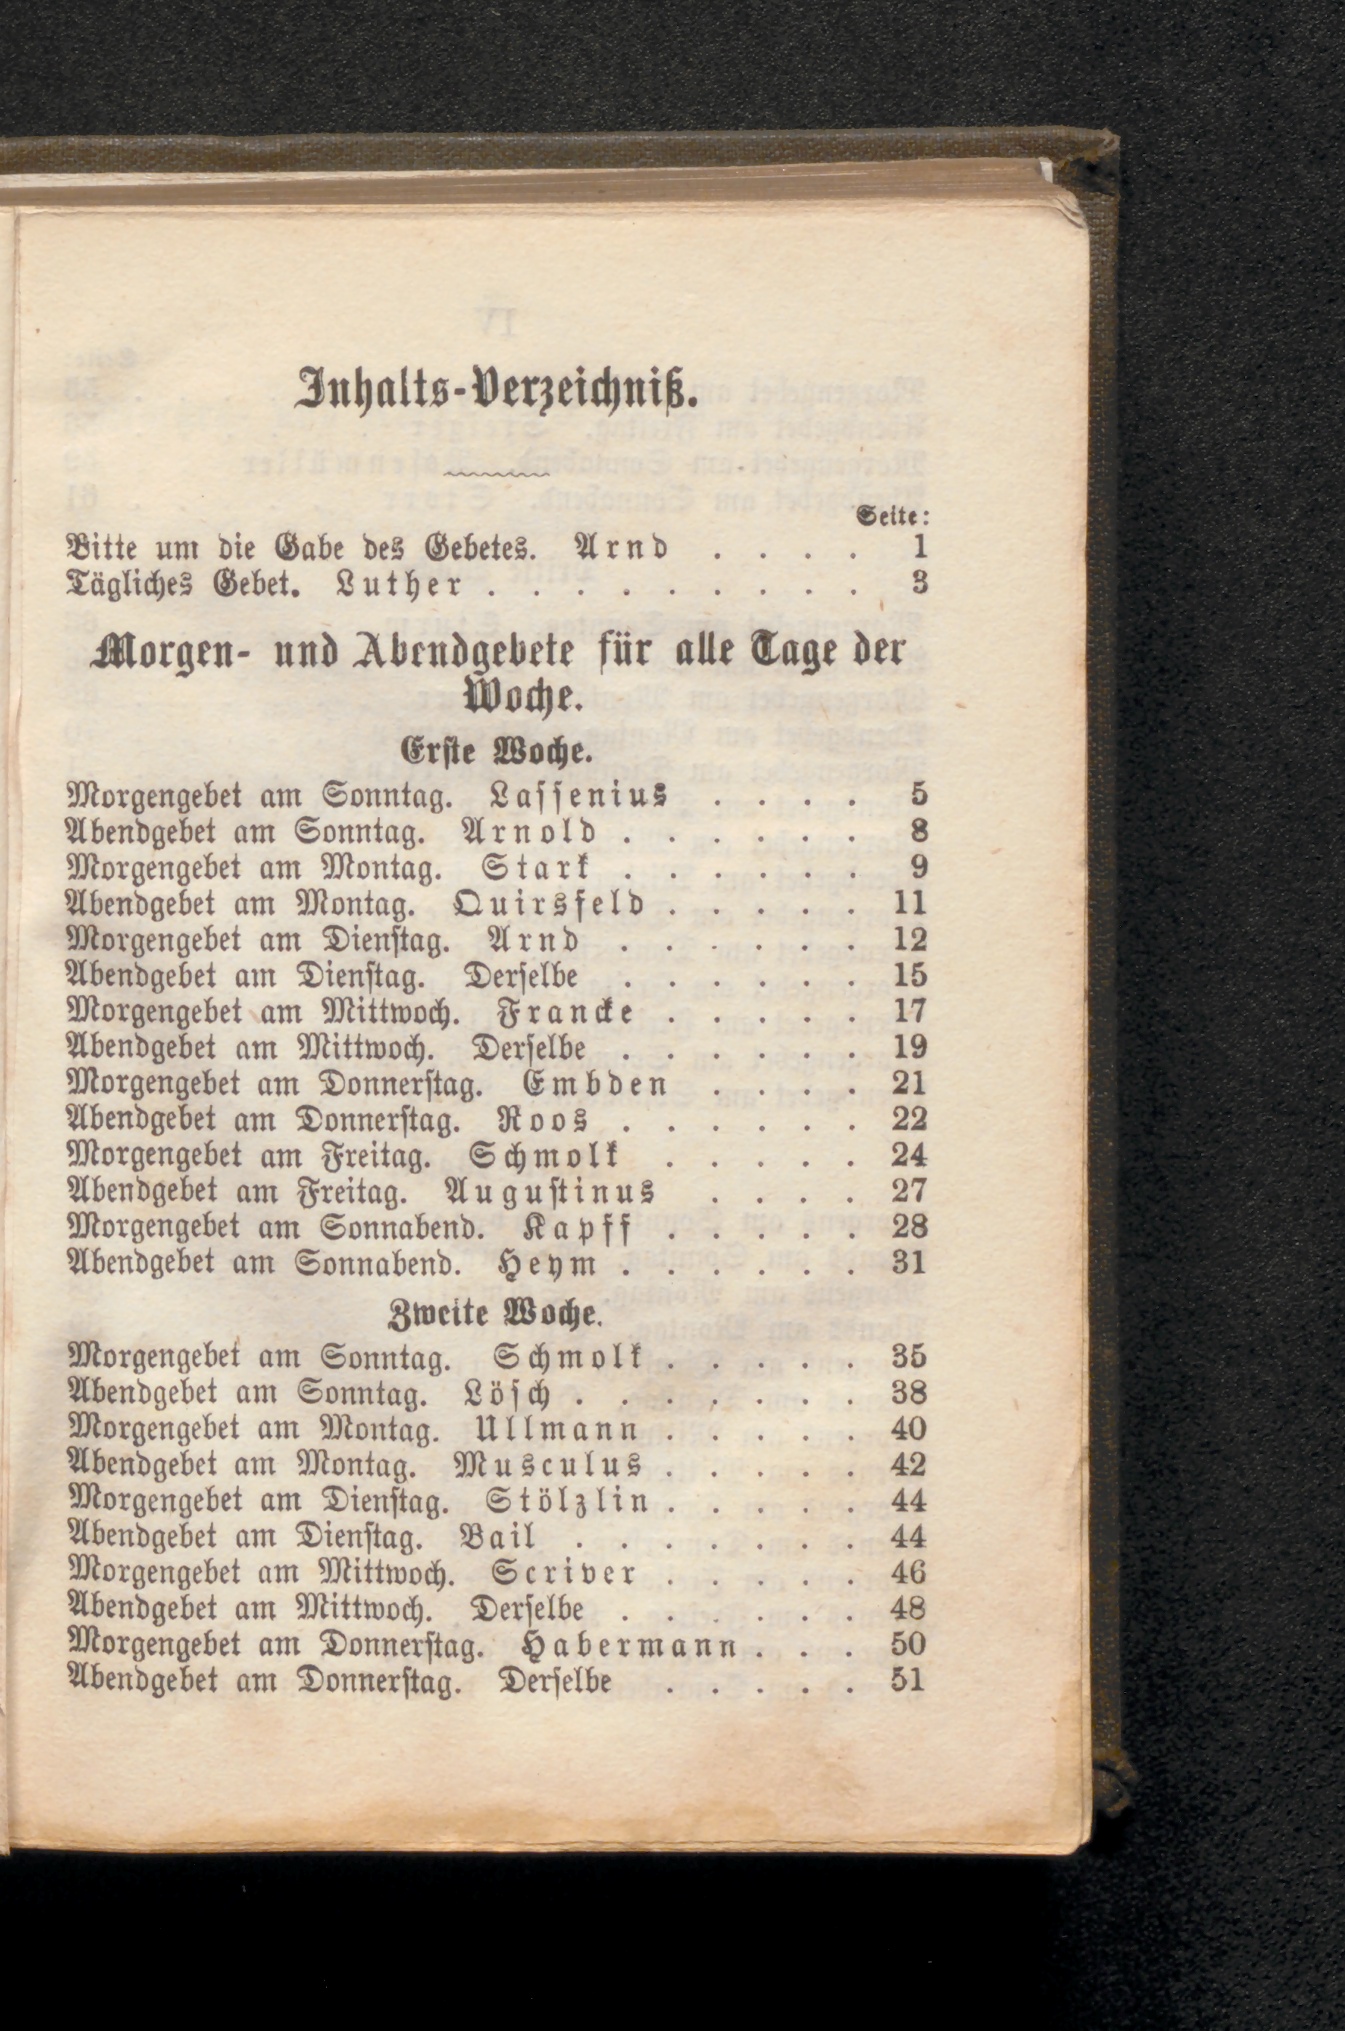 Inhalts-Verzeichniß.
Seite:
Bitte um die Gabe des Gebetes. Arnd . . . . 1
Tägliches Gebet. Luther . . . . . . . . . 3
Morgen- und Abendgebete für alle Tage der
Woche.
Erste Woche.
Morgengebet am Sonntag. Lassenius . . . . 5
Abendgebet am Sonntag. Arnold . . . . . . 8
Morgengebet am Montag. Stark . . . . . . 9
Abendgebet am Montag. Quirsfeld . . . . . 11
Morgengebet am Dienstag. Arnd . . . . . . 12
Abendgebet am Dienstag. Derselbe . . . . . . 15
Morgengebet am Mittwoch. Francke . . . . . 17
Abendgebet am Mittwoch. Derselbe . . . . . . 19
Morgengebet am Donnerstag. Embden . . . . 21
Abendgebet am Donnerstag. Roos . . . . . . 22
Morgengebet am Freitag. Schmolk . . . . . 24
Abendgebet am Freitag. Augustinus . . . . 27
Morgengebet am Sonnabend. Kapff . . . . . 28
Abendgebet am Sonnabend. Heym . . . . . . 31
Zweite Woche.
Morgengebet am Sonntag. Schmolk . . . . . 35
Abendgebet am Sonntag. Lösch . . . . . . . 38
Morgengebet am Montag. Ullmann . . . . . 40
Abendgebet am Montag. Musculus . . . . . 42
Morgengebet am Dienstag. Stölzlin . . . . . 44
Abendgebet am Dienstag. Bail . . . . . . . 44
Morgengebet am Mittwoch. Scriver . . . . . 46
Abendgebet am Mittwoch. Derselbe . . . . . . 48
Morgengebet am Donnerstag. Habermann . . . 50
Abendgebet am Donnerstag. Derselbe . . . . . 51